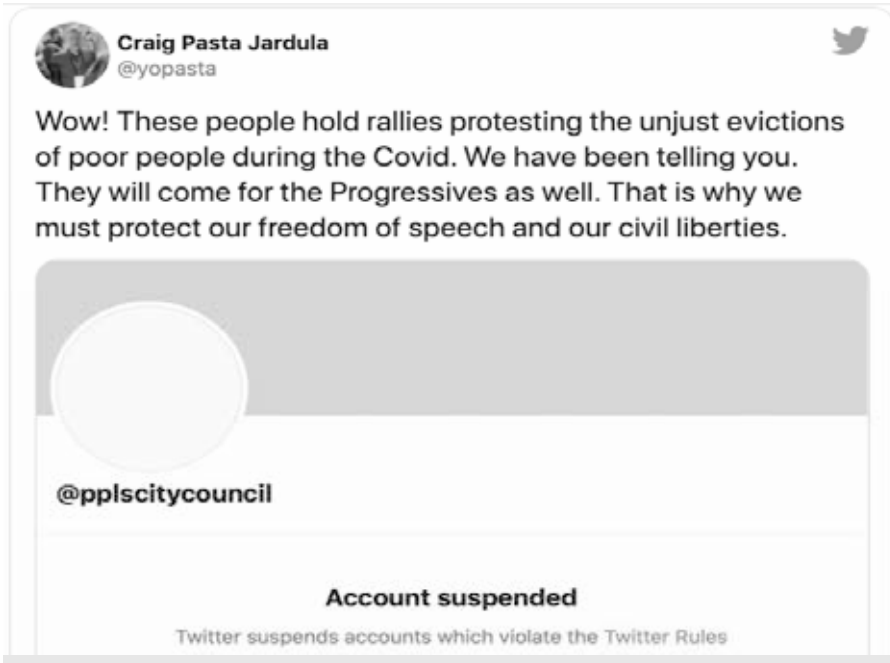 Craig Pasta Jardula
@yopasta
Wow! These people hold rallies protesting the unjust evictions
of poor people during the Covid. We have been telling you.
They will come for the Progressives as well. That is why we
must protect our freedom of speech and our civil liberties.
@pplscitycouncil
Account suspended
Twitter suspends accounts which violate the Twitter Rules